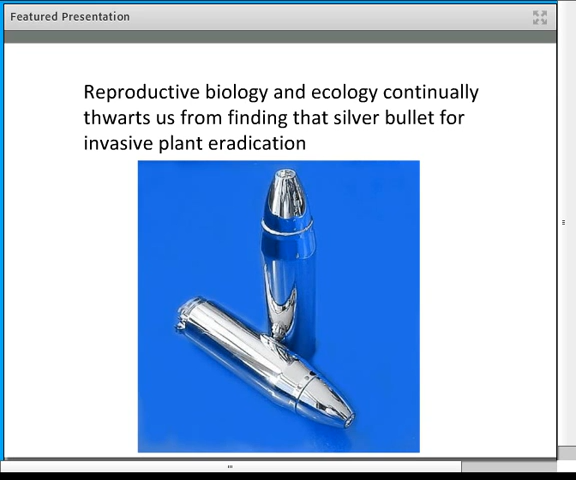 Featured Presentation
Reproductive biology and ecology continually
thwarts us from finding that silver bullet for
invasive plant eradication